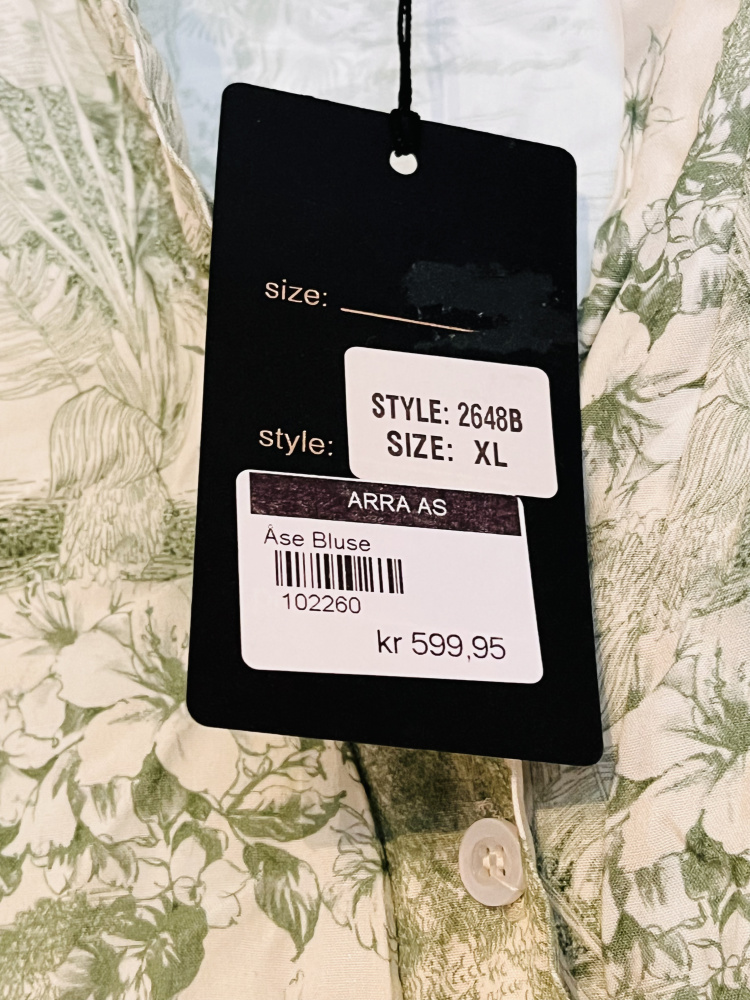 size:
STYLE: 2648B
SIZE: XL
style:
ARRA AS
Åse Bluse
102260
kr 599,95